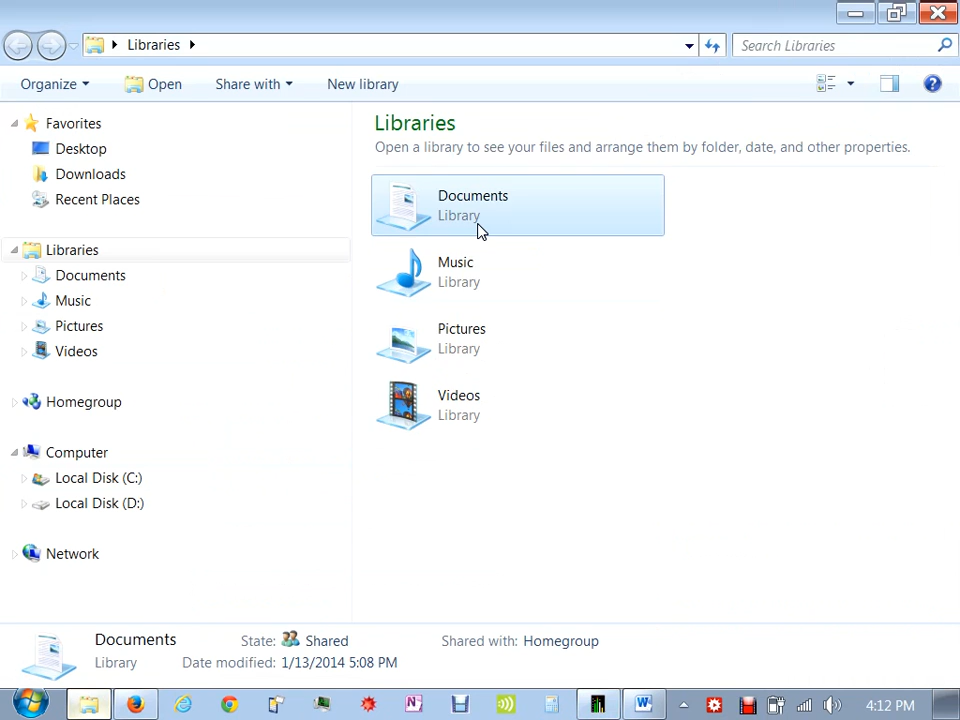 Libraries
Search Libraries
Organize
Open
Share with
New library
Favorites
Desktop
Downloads
Recent Places
Libraries
Documents
Music
Pictures
Videos
Homegroup
Computer
Local Disk (C:)
Local Disk (D:)
Network
Libraries
Open a library to see your files and arrange them by folder, date, and other properties.
Documents
Library
Music
Library
Pictures
Library
Videos
Library
Documents
Library
State: Shared
Date modified: 1/13/2014 5:08 PM
Shared with: Homegroup
4:12 PM